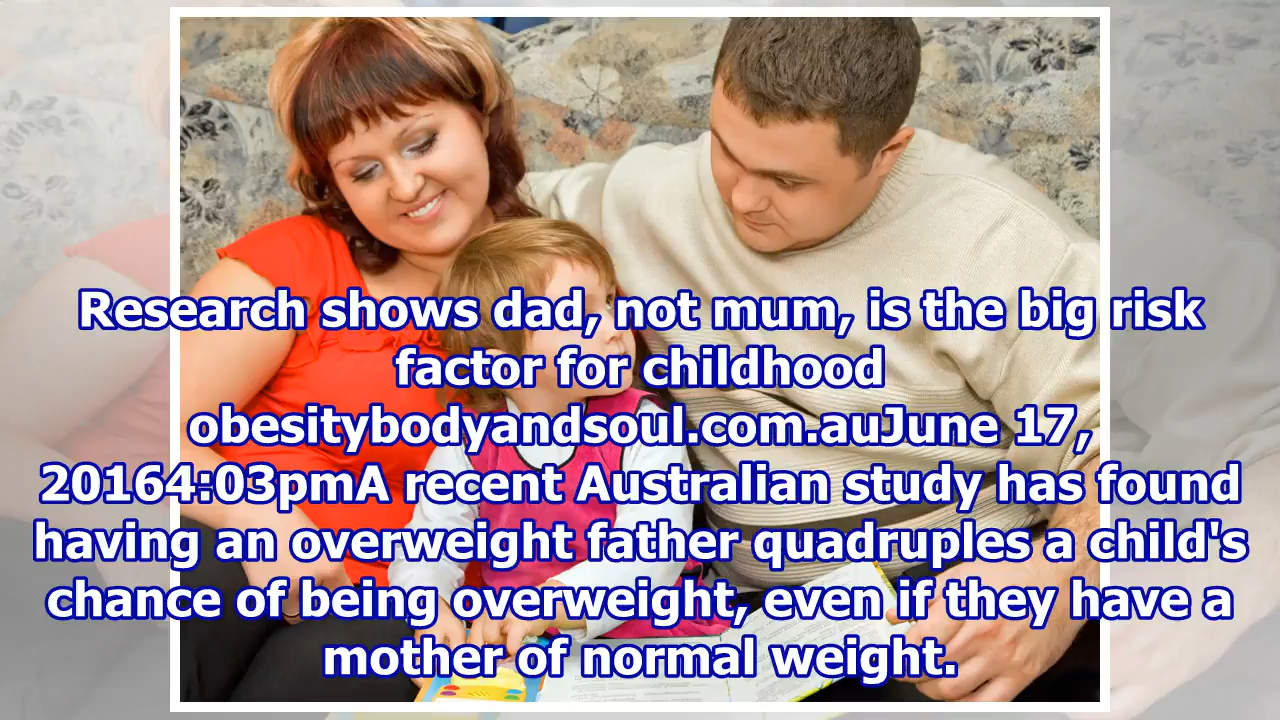 Research shows dad, not mum, is the big risk
factor for childhood
obesitybodyandsoul.com.auJune 17,
20164:03pmA recent Australian study has found
having an overweight father quadruples a child's
chance of being overweight, even if they have a
mother of normal weight.